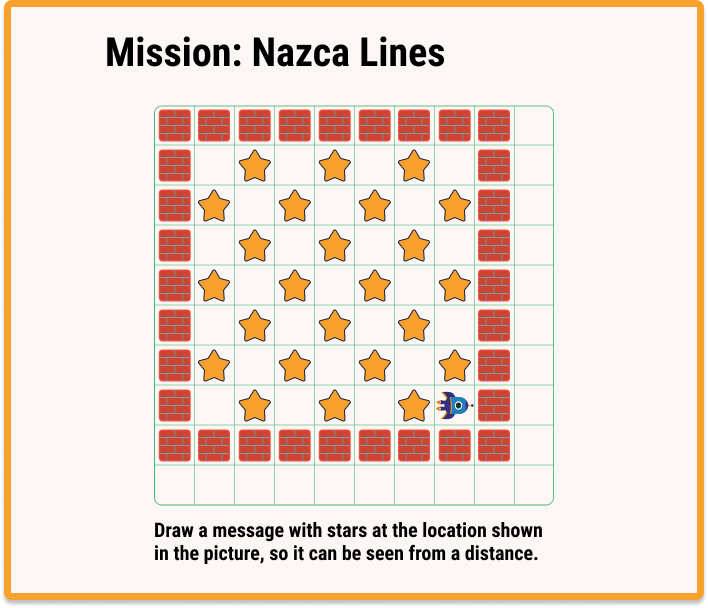 Mission: Nazca Lines
Draw a message with stars at the location shown
in the picture, so it can be seen from a distance.